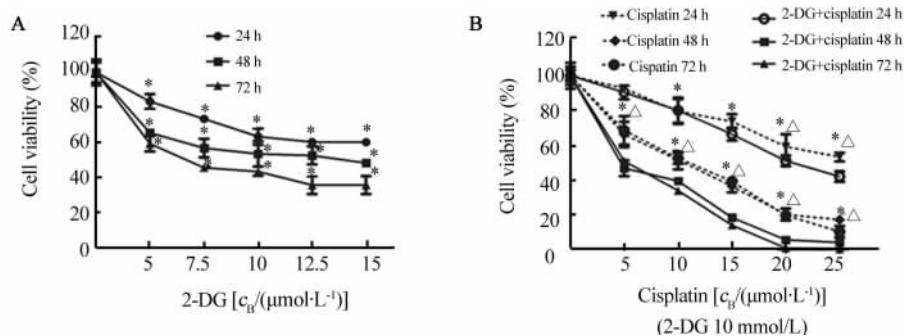 A
24 h
48 h
72 h
Cell viability (%)
120
100
80
60
40
20
0
5 7.5 10 12.5 15
2-DG [cB/(μmol·L-1)]
* * * * *
* * * * *
* * * * *
B
Cisplatin 24 h
Cisplatin 48 h
Cispatin 72 h
2-DG+cisplatin 24 h
2-DG+cisplatin 48 h
2-DG+cisplatin 72 h
Cell viability (%)
120
100
80
60
40
20
0
5 10 15 20 25
Cisplatin [cB/(μmol·L-1)]
(2-DG 10 mmol/L)
* * *△ *△
*△ *△ *△ *△ *△